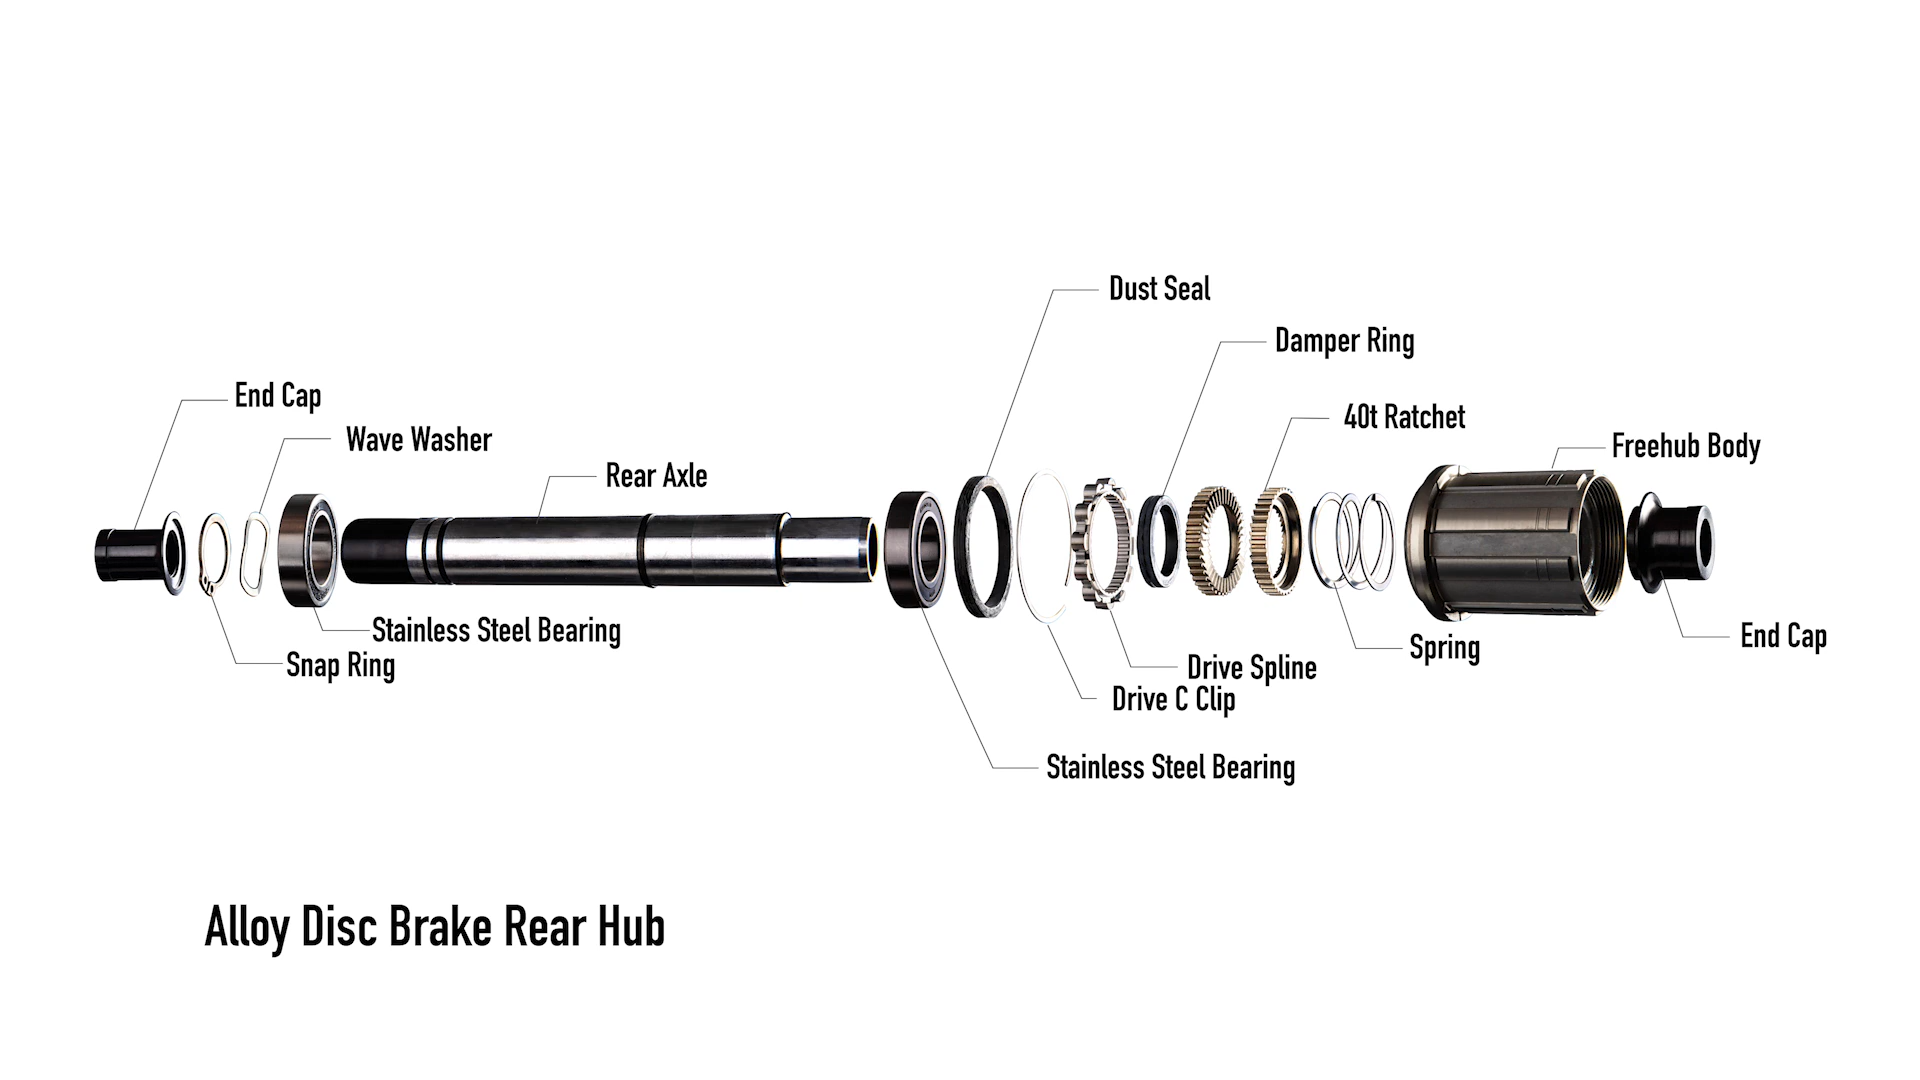 Dust Seal
Damper Ring
End Cap
40t Ratchet
Wave Washer
Freehub Body
Rear Axle
Stainless Steel Bearing
End Cap
Spring
Snap Ring
Drive Spline
Drive C Clip
Stainless Steel Bearing
Alloy Disc Brake Rear Hub